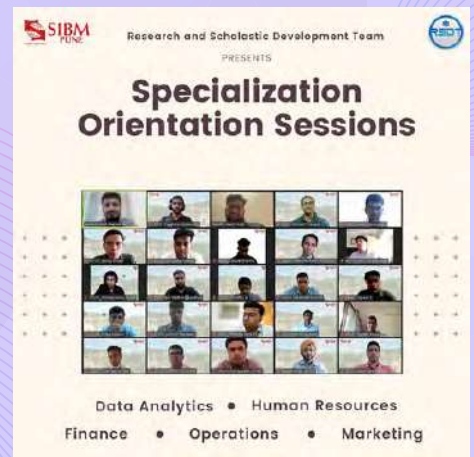 SIBM
PUNE
Research and Scholastic Development Team
RSDT
PRESENTS
Specialization
Orientation Sessions
Data Analytics • Human Resources
Finance • Operations • Marketing